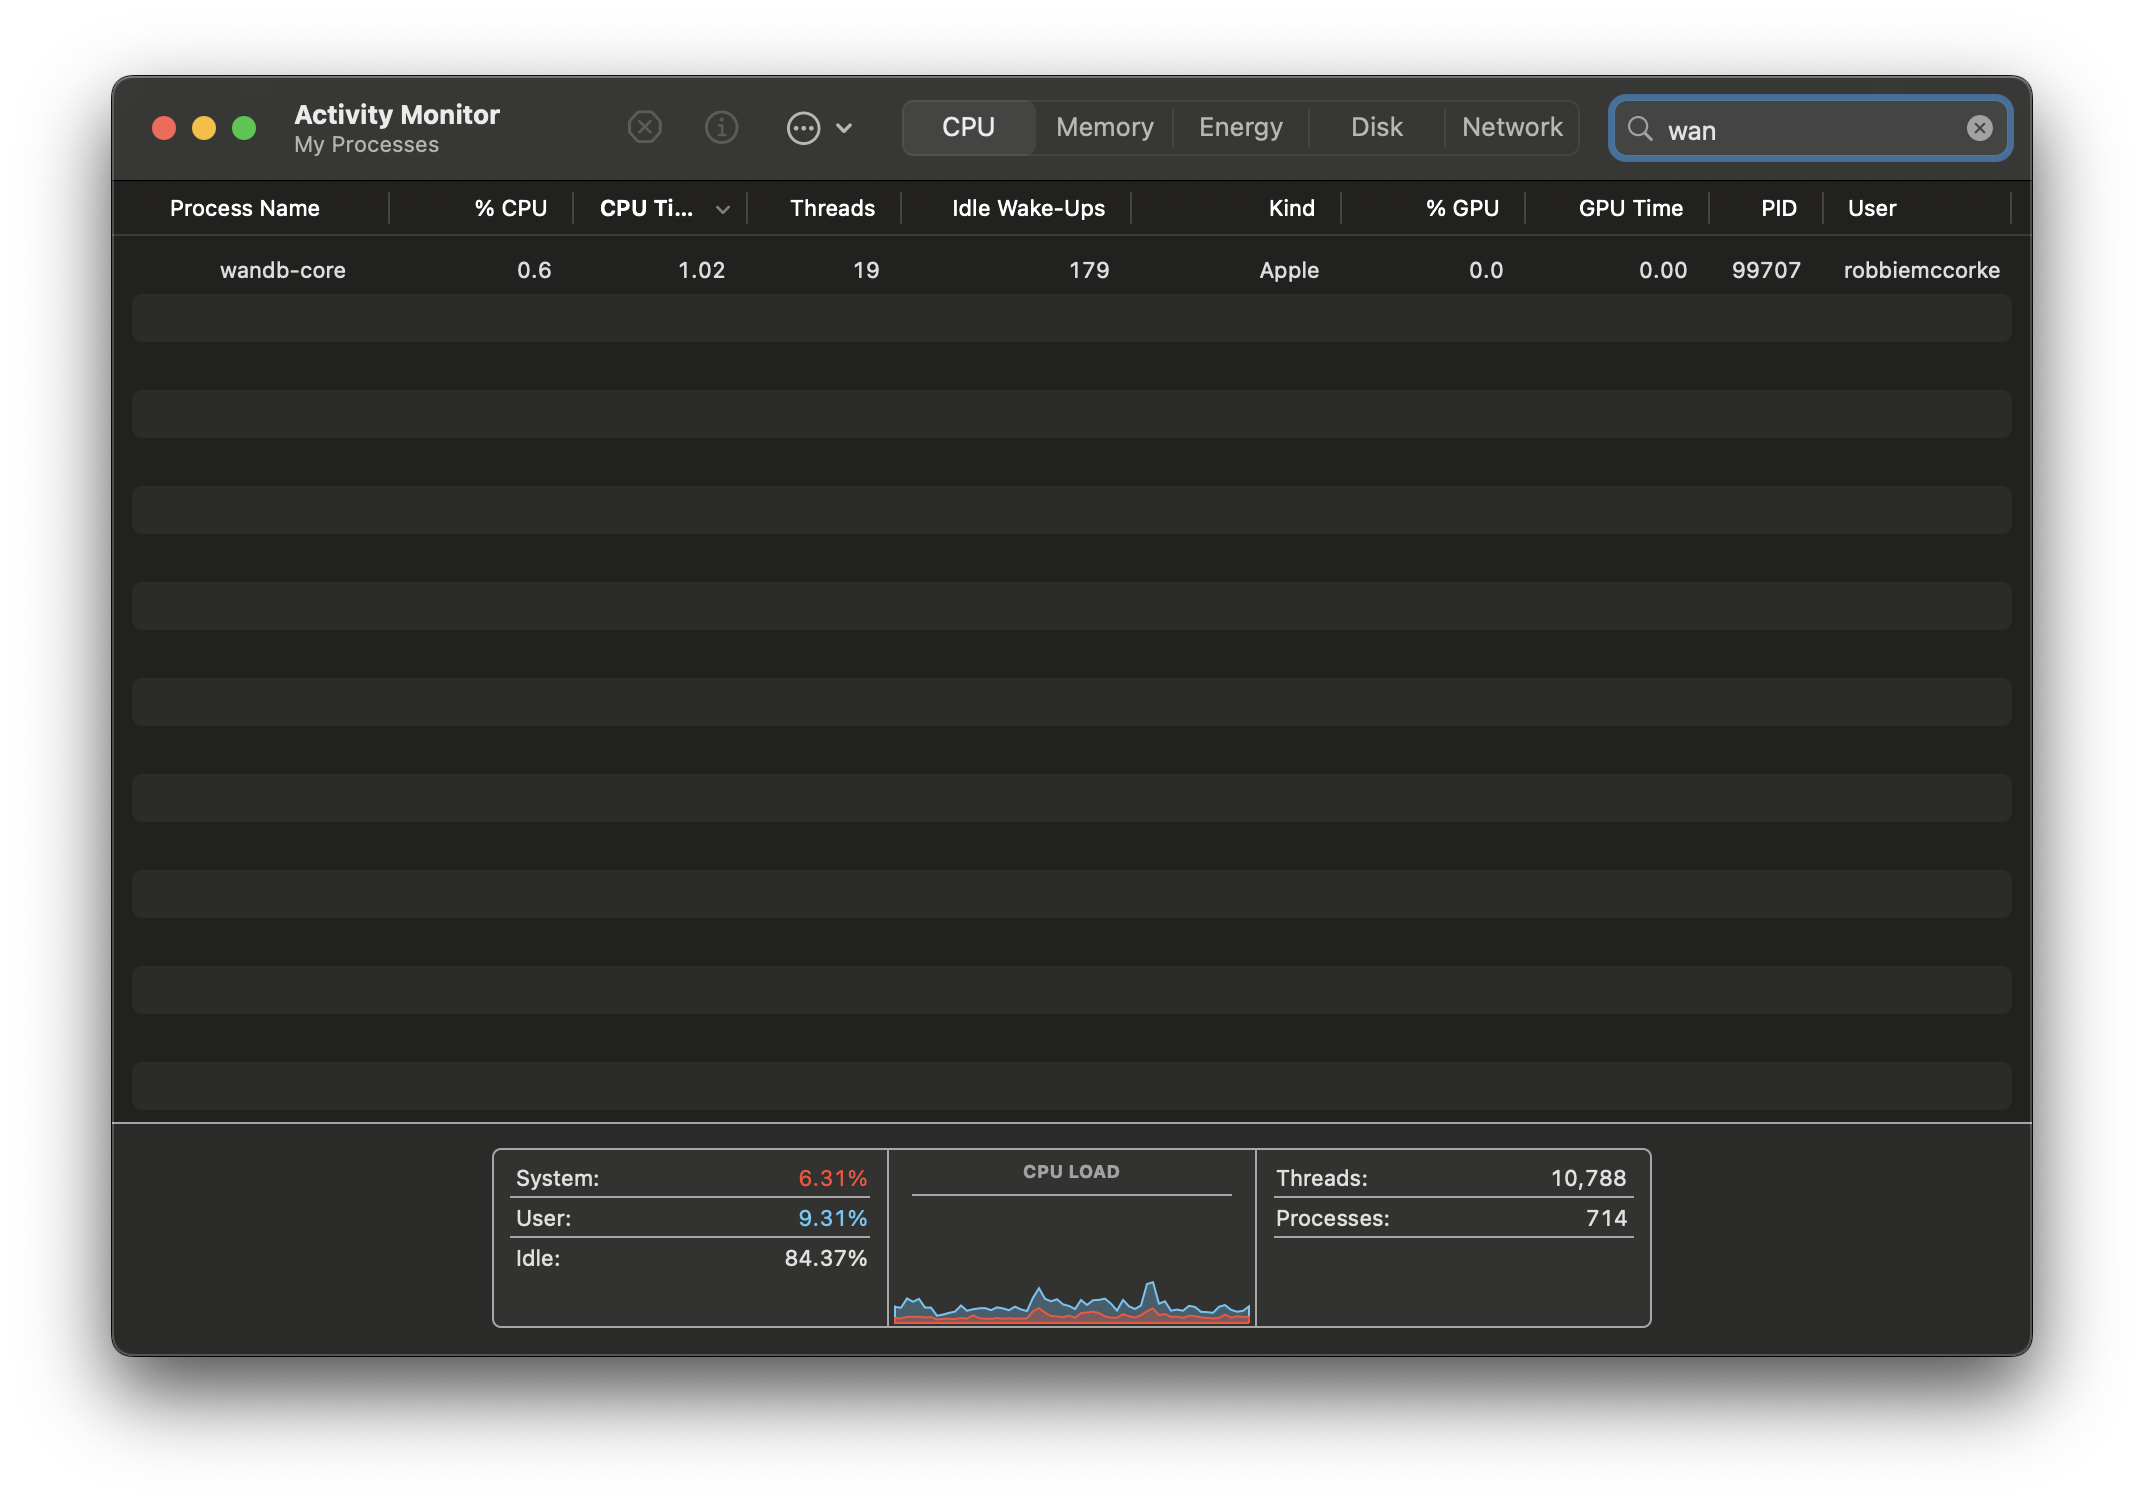 Activity Monitor
My Processes
CPU Memory Energy Disk Network
wan
Process Name % CPU CPU Ti... Threads Idle Wake-Ups Kind % GPU GPU Time PID User
wandb-core 0.6 1.02 19 179 Apple 0.0 0.00 99707 robbiemccorke
System: 6.31%
User: 9.31%
Idle: 84.37%
CPU LOAD
Threads: 10,788
Processes: 714